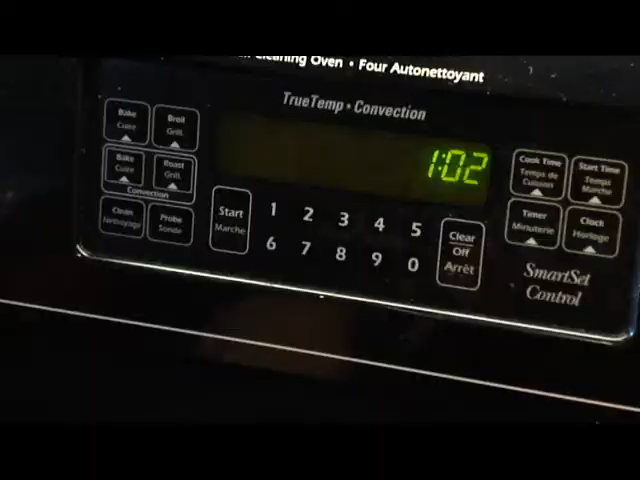 Cleaning Oven • Four Autonettoyant
TrueTemp • Convection
Bake
Cuire
Broil
Gril
Bake
Cuire
Roast
Gril
Convection
Clean
Nettoyage
Probe
Sonde
Start
Marche
1 2 3 4 5
6 7 8 9 0
1:02
Clear
Off
Arrêt
Cook Time
Temps de
Cuisson
Start Time
Temps
Marche
Timer
Minuterie
Clock
Horloge
SmartSet
Control